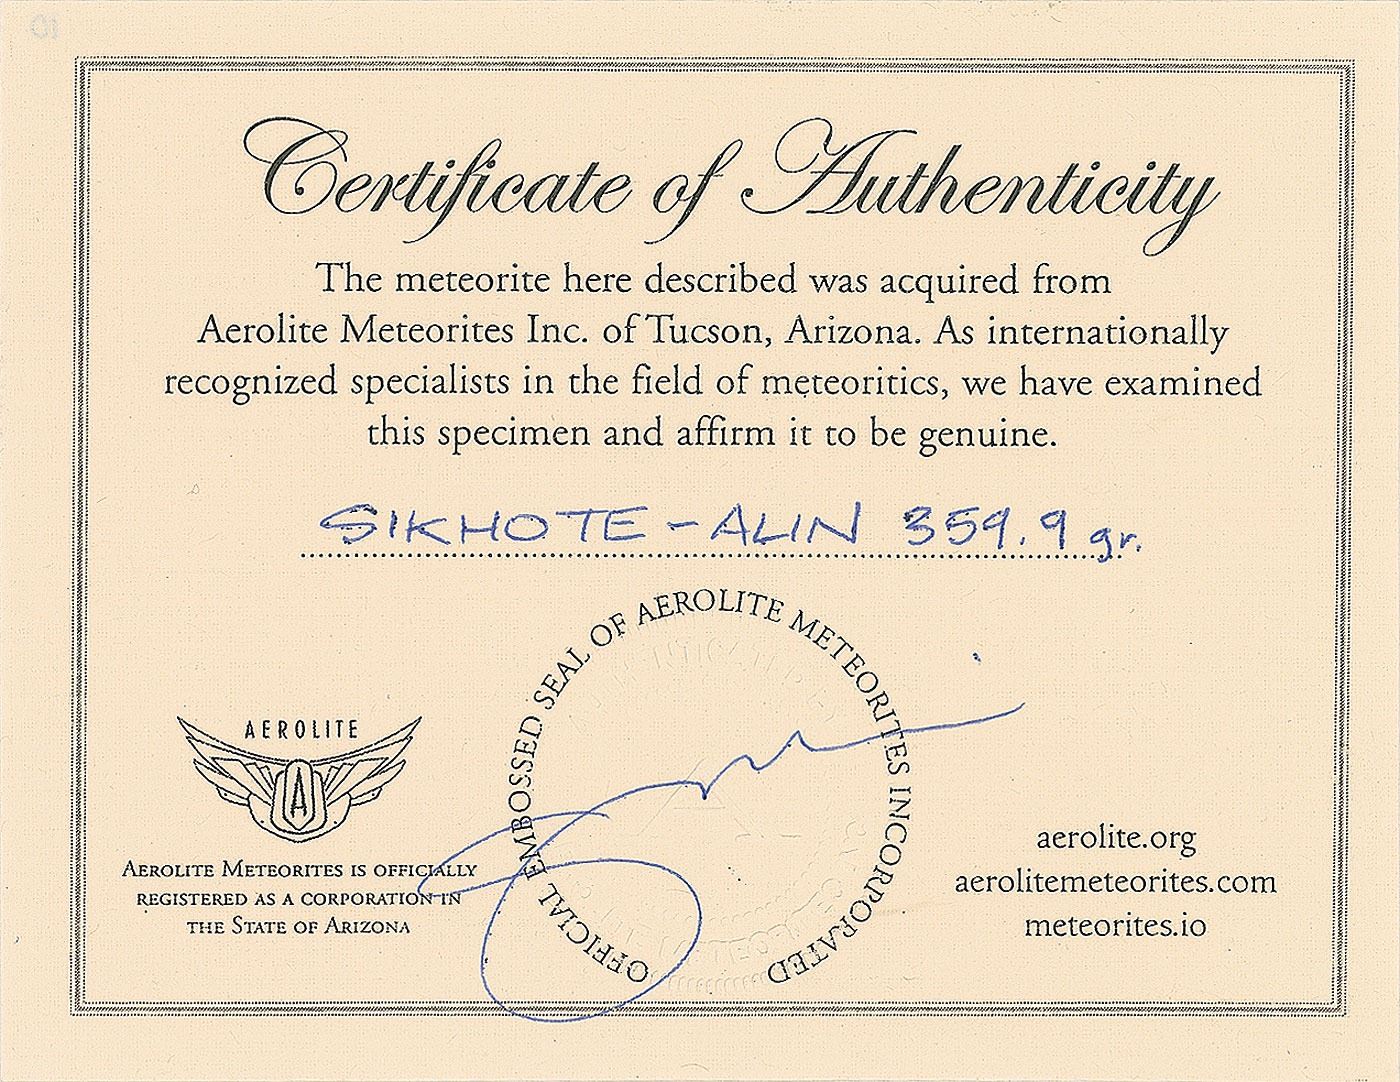 Certificate of Authenticity
The meteorite here described was acquired from
Aerolite Meteorites Inc. of Tucson, Arizona. As internationally
recognized specialists in the field of meteoritics, we have examined
this specimen and affirm it to be genuine.
SIKHOTE-ALIN 359.9 gr.
OFFICIAL EMBOSSED SEAL OF AEROLITE METEORITES INCORPORATED
AEROLITE
A
AEROLITE METEORITES IS OFFICIALLY
REGISTERED AS A CORPORATION IN
THE STATE OF ARIZONA
aerolite.org
aerolitemeteorites.com
meteorites.io